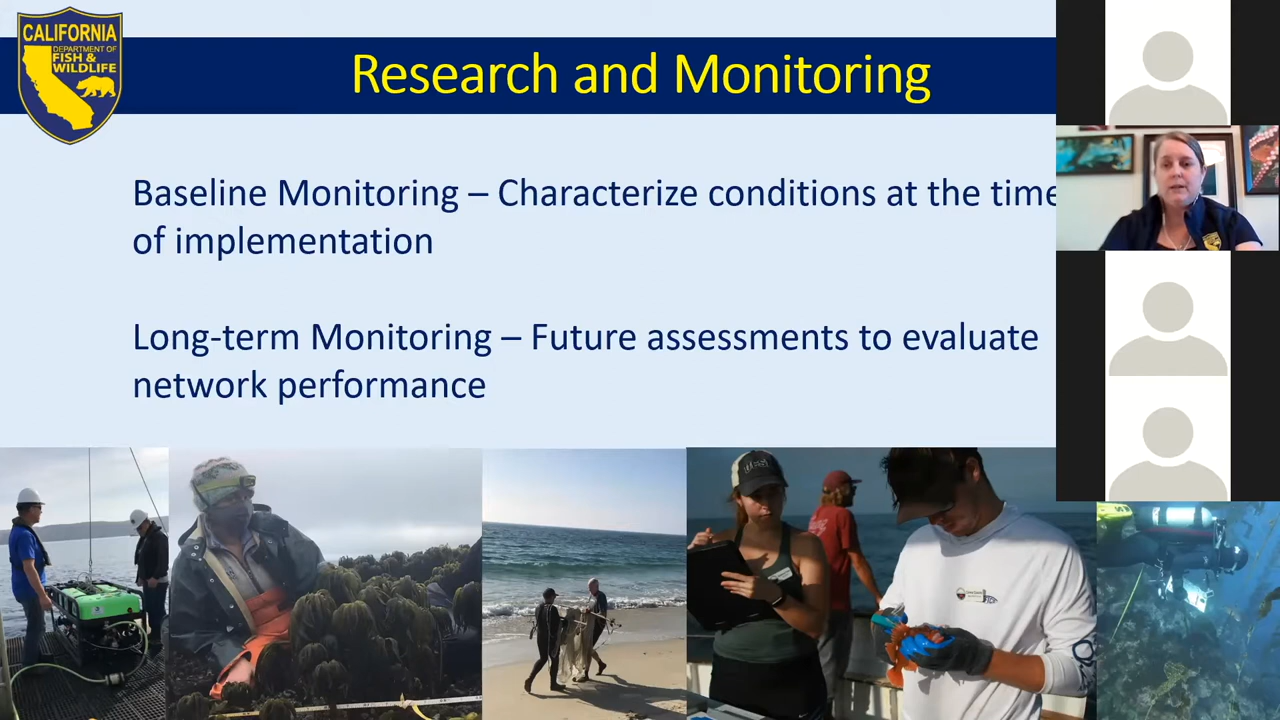 CALIFORNIA
DEPARTMENT OF
FISH &
WILDLIFE
Research and Monitoring
Baseline Monitoring – Characterize conditions at the time
of implementation
Long-term Monitoring – Future assessments to evaluate
network performance